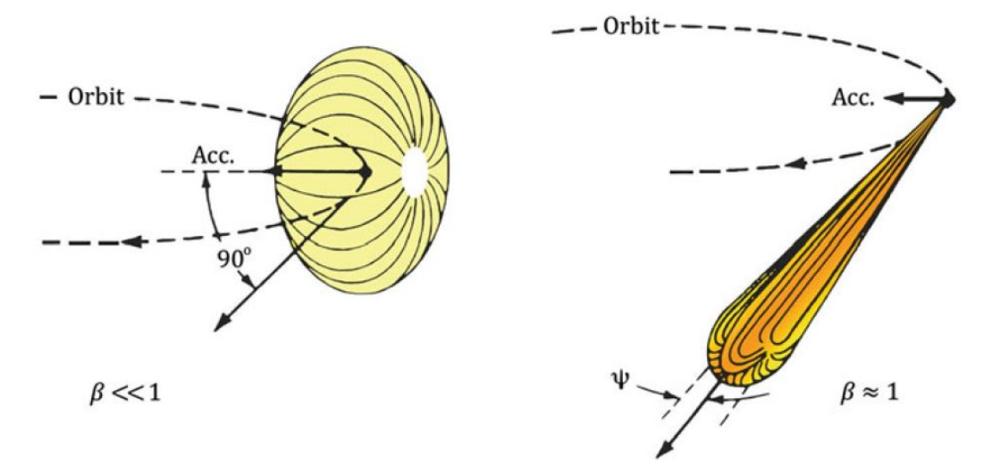 Orbit
Acc.
90°
β << 1
Orbit
Acc.
ψ
β ≈ 1